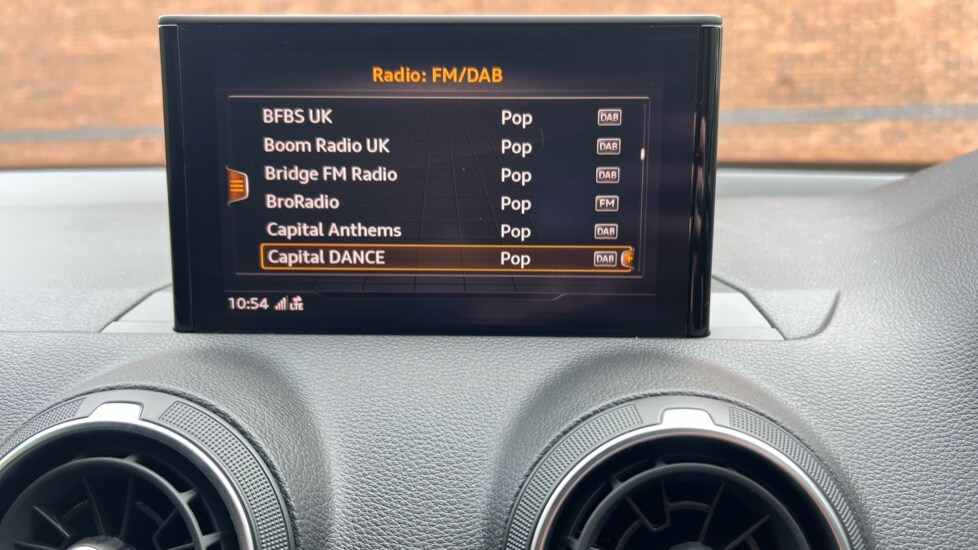 Radio: FM/DAB
BFBS UK Pop DAB
Boom Radio UK Pop DAB
Bridge FM Radio Pop DAB
BroRadio Pop FM
Capital Anthems Pop DAB
Capital DANCE Pop DAB
10:54 LTE